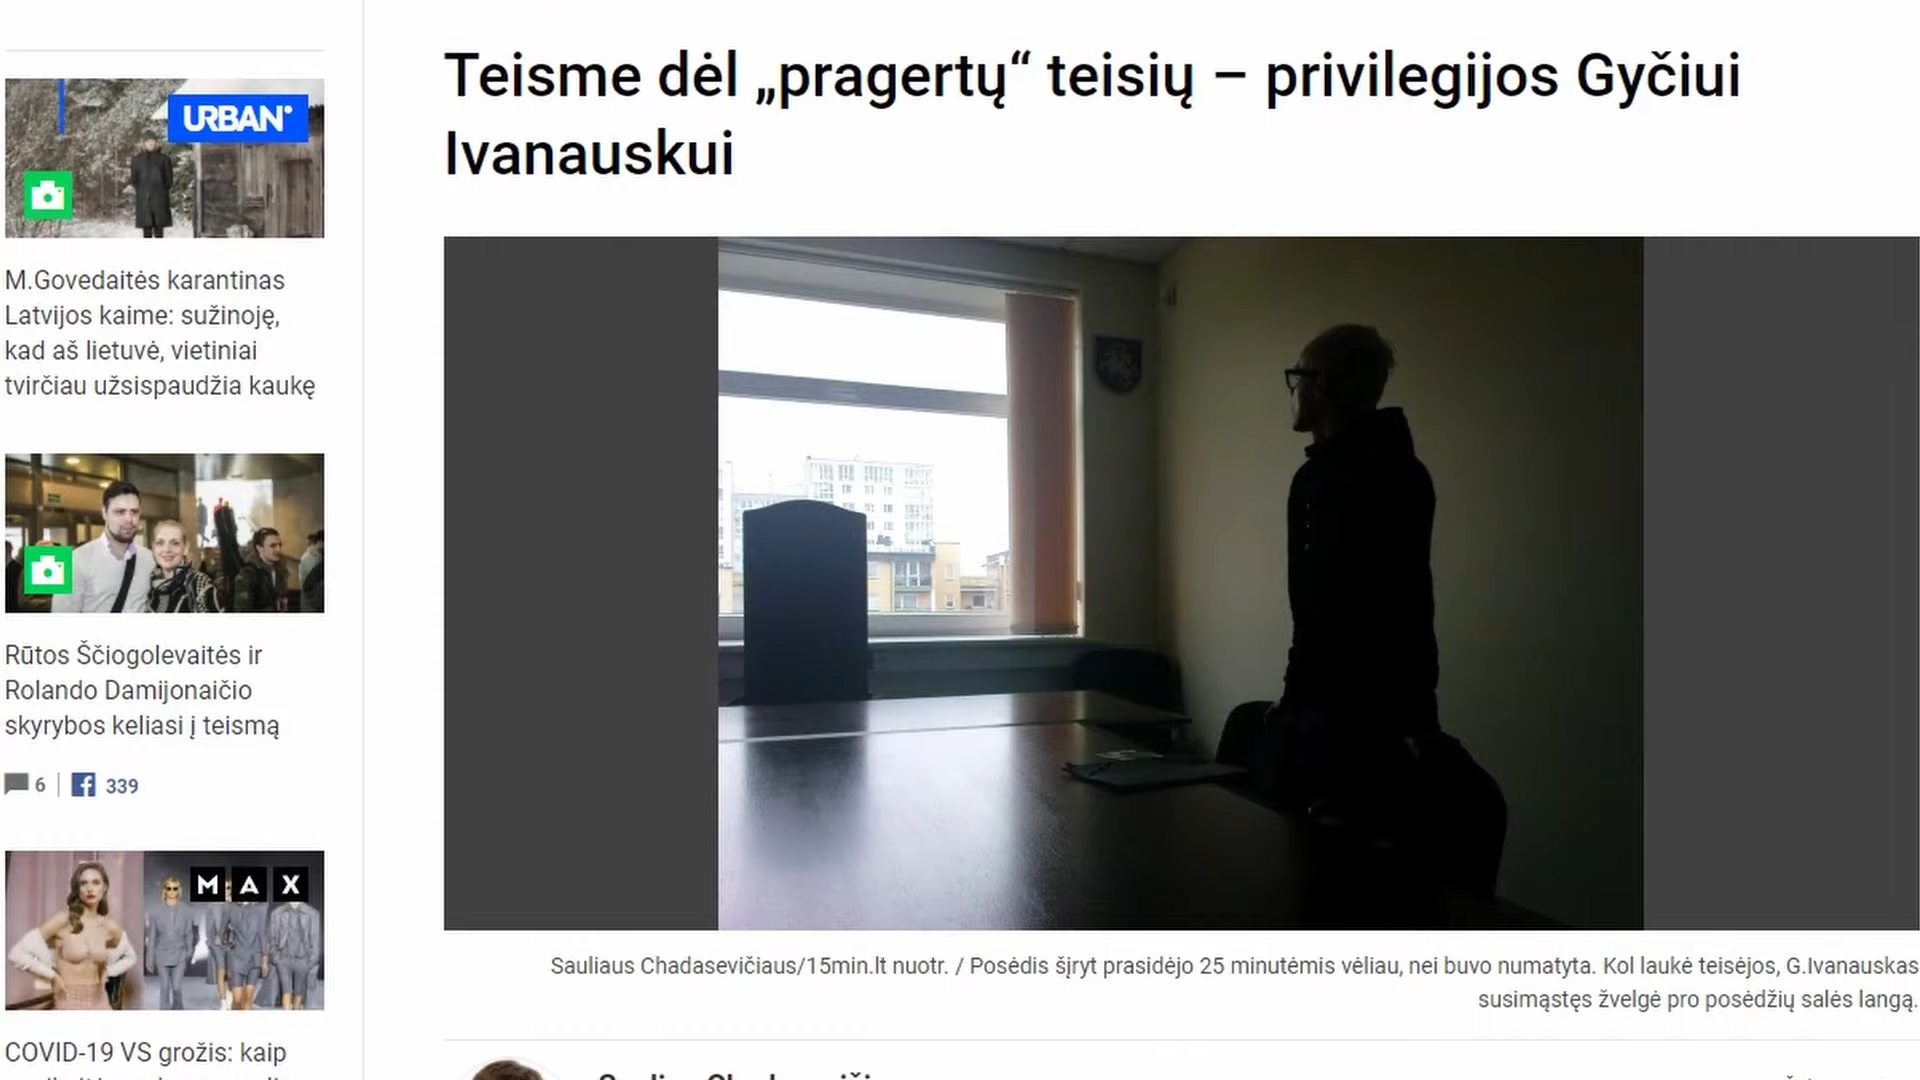 Teisme dėl „pragertų“ teisių – privilegijos Gyčiui
Ivanauskui
URBAN
M.Govedaitės karantinas
Latvijos kaime: sužinoję,
kad aš lietuvė, vietiniai
tvirčiau užsispaudžia kaukę
Rūtos Ščiogolevaitės ir
Rolando Damijonaičio
skyrybos keliasi į teismą
6 | 339
MAX
COVID-19 VS grožis: kaip
Sauliaus Chadasevičiaus/15min.lt nuotr. / Posėdis šįryt prasidėjo 25 minutėmis vėliau, nei buvo numatyta. Kol laukė teisėjos, G.Ivanauskas
susimąstęs žvelgė pro posėdžių salės langą.